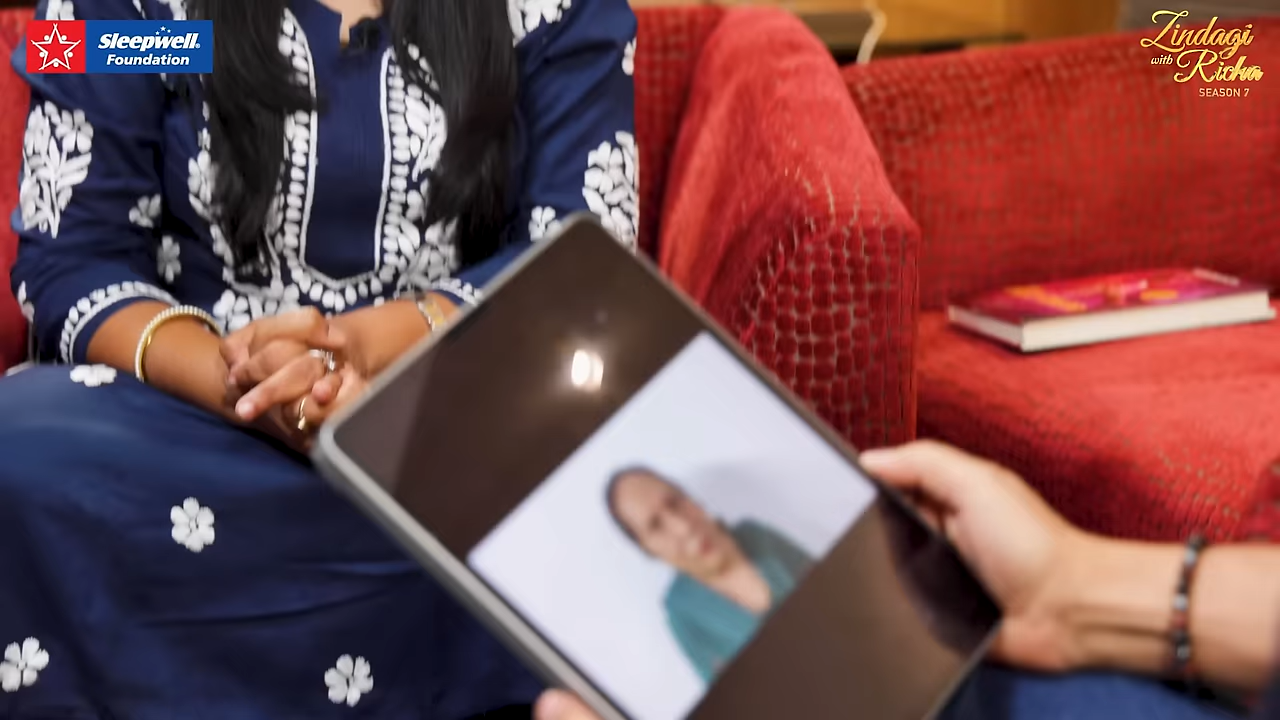 Sleepwell®
Foundation
Zindagi
with Richa
SEASON 7